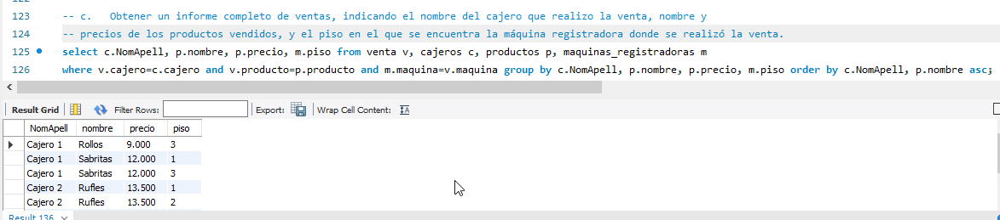 123 -- c. Obtener un informe completo de ventas, indicando el nombre del cajero que realizo la venta, nombre y
124 -- precios de los productos vendidos, y el piso en el que se encuentra la máquina registradora donde se realizó la venta.
125 select c.NomApell, p.nombre, p.precio, m.piso from venta v, cajeros c, productos p, maquinas_registradoras m
126 where v.cajero=c.cajero and v.producto=p.producto and m.maquina=v.maquina group by c.NomApell, p.nombre, p.precio, m.piso order by c.NomApell, p.nombre asc;
Result Grid Filter Rows: Export: Wrap Cell Content: IA
NomApell nombre precio piso
Cajero 1 Rollos 9.000 3
Cajero 1 Sabritas 12.000 1
Cajero 1 Sabritas 12.000 3
Cajero 2 Rufles 13.500 1
Cajero 2 Rufles 13.500 2
Result 136